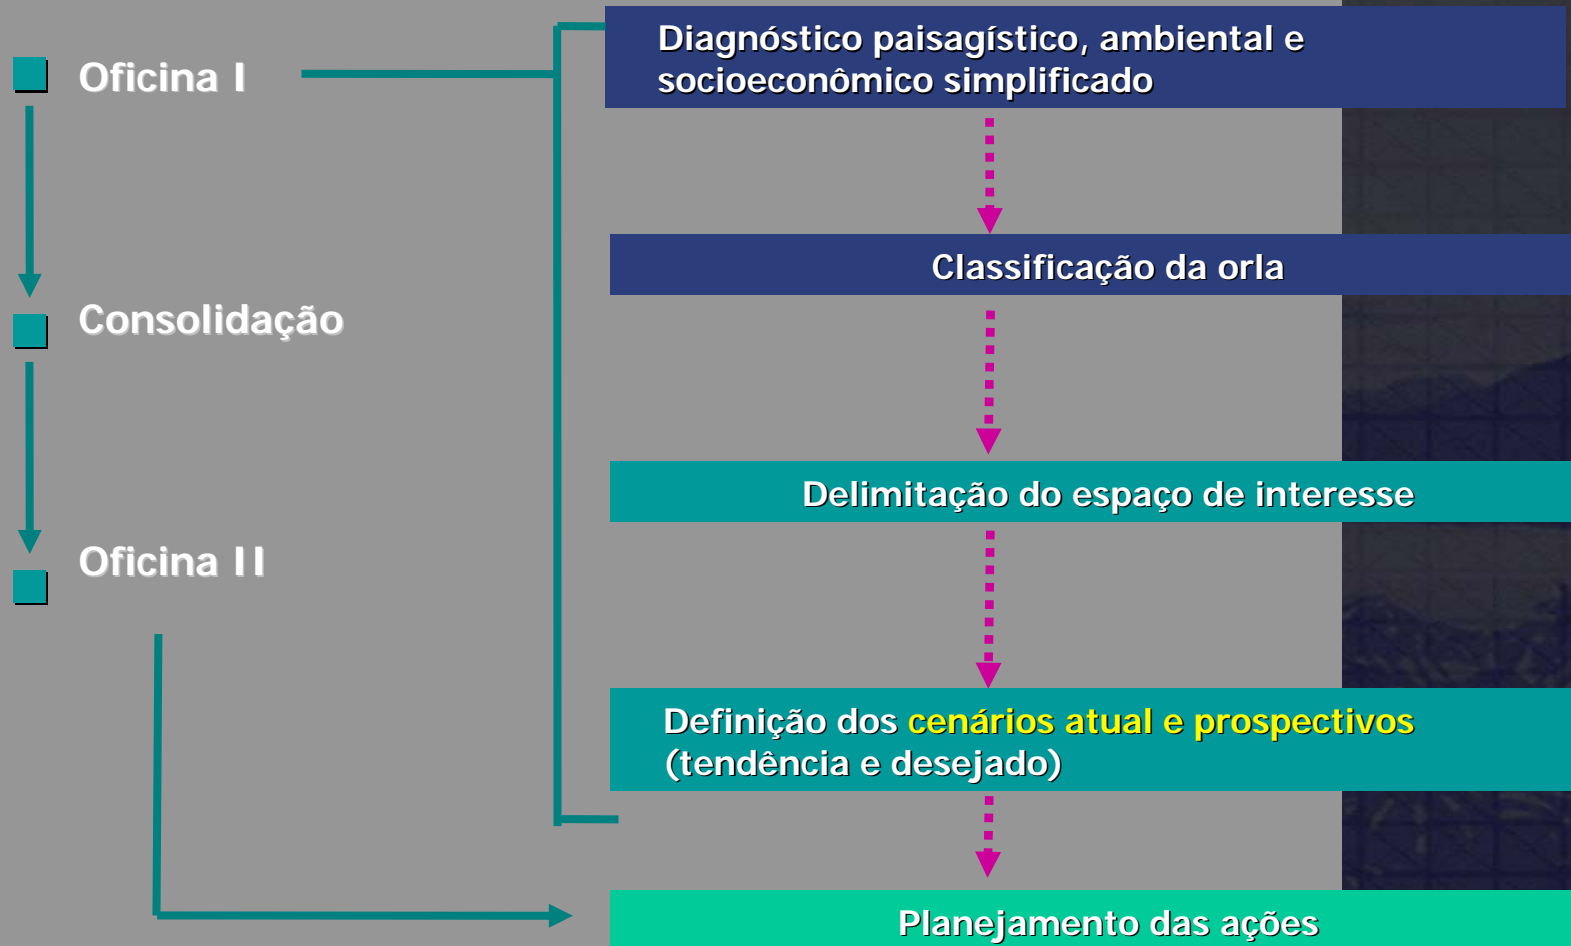 Oficina I
Consolidação
Oficina II
Diagnóstico paisagístico, ambiental e
socioeconômico simplificado
Classificação da orla
Delimitação do espaço de interesse
Definição dos cenários atual e prospectivos
(tendência e desejado)
Planejamento das ações